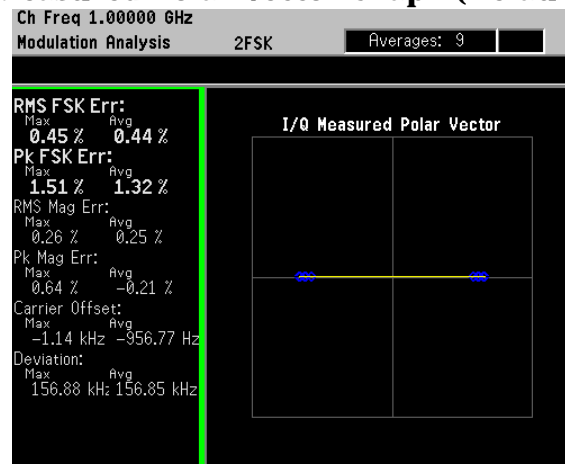 Ch Freq 1.00000 GHz
Modulation Analysis 2FSK Averages: 9
RMS FSK Err:
Max Avg
0.45 % 0.44 %
Pk FSK Err:
Max Avg
1.51 % 1.32 %
RMS Mag Err:
Max Avg
0.26 % 0.25 %
Pk Mag Err:
Max Avg
0.64 % -0.21 %
Carrier Offset:
Max Avg
-1.14 kHz -956.77 Hz
Deviation:
Max Avg
156.88 kHz 156.85 kHz
I/Q Measured Polar Vector